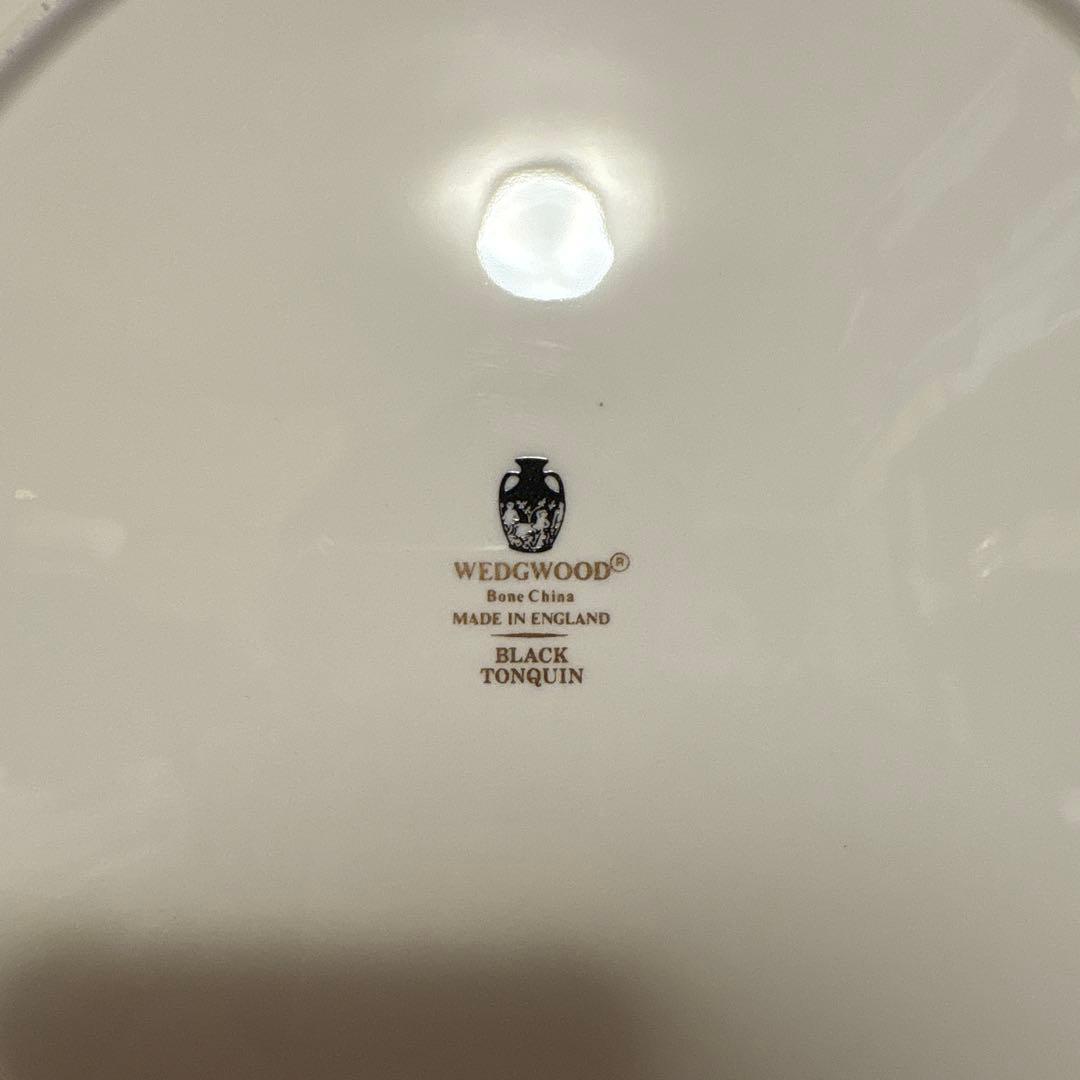 WEDGWOOD®
Bone China
MADE IN ENGLAND
BLACK
TONQUIN